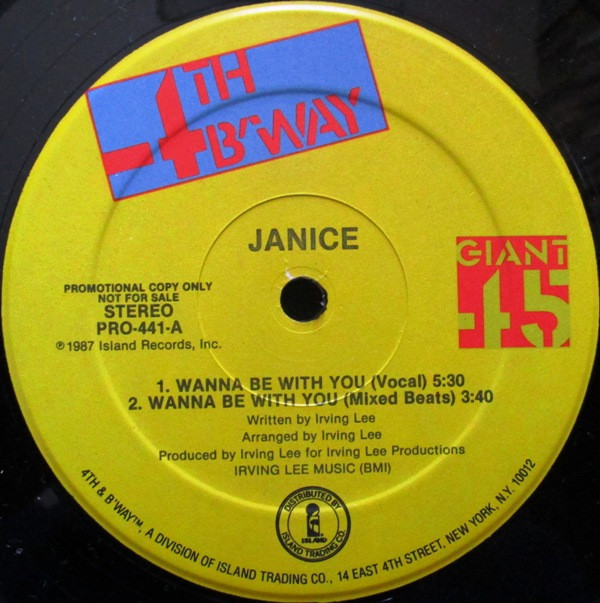 4TH
B'WAY
JANICE
GIANT
45
PROMOTIONAL COPY ONLY
NOT FOR SALE
STEREO
PRO-441-A
℗1987 Island Records, Inc.
1. WANNA BE WITH YOU (Vocal) 5:30
2. WANNA BE WITH YOU (Mixed Beats) 3:40
Written by Irving Lee
Arranged by Irving Lee
Produced by Irving Lee for Irving Lee Productions
IRVING LEE MUSIC (BMI)
DISTRIBUTED BY
ISLAND
ISLAND TRADING CO.
4TH & B'WAY™, A DIVISION OF ISLAND TRADING CO., 14 EAST 4TH STREET, NEW YORK, N.Y. 10012